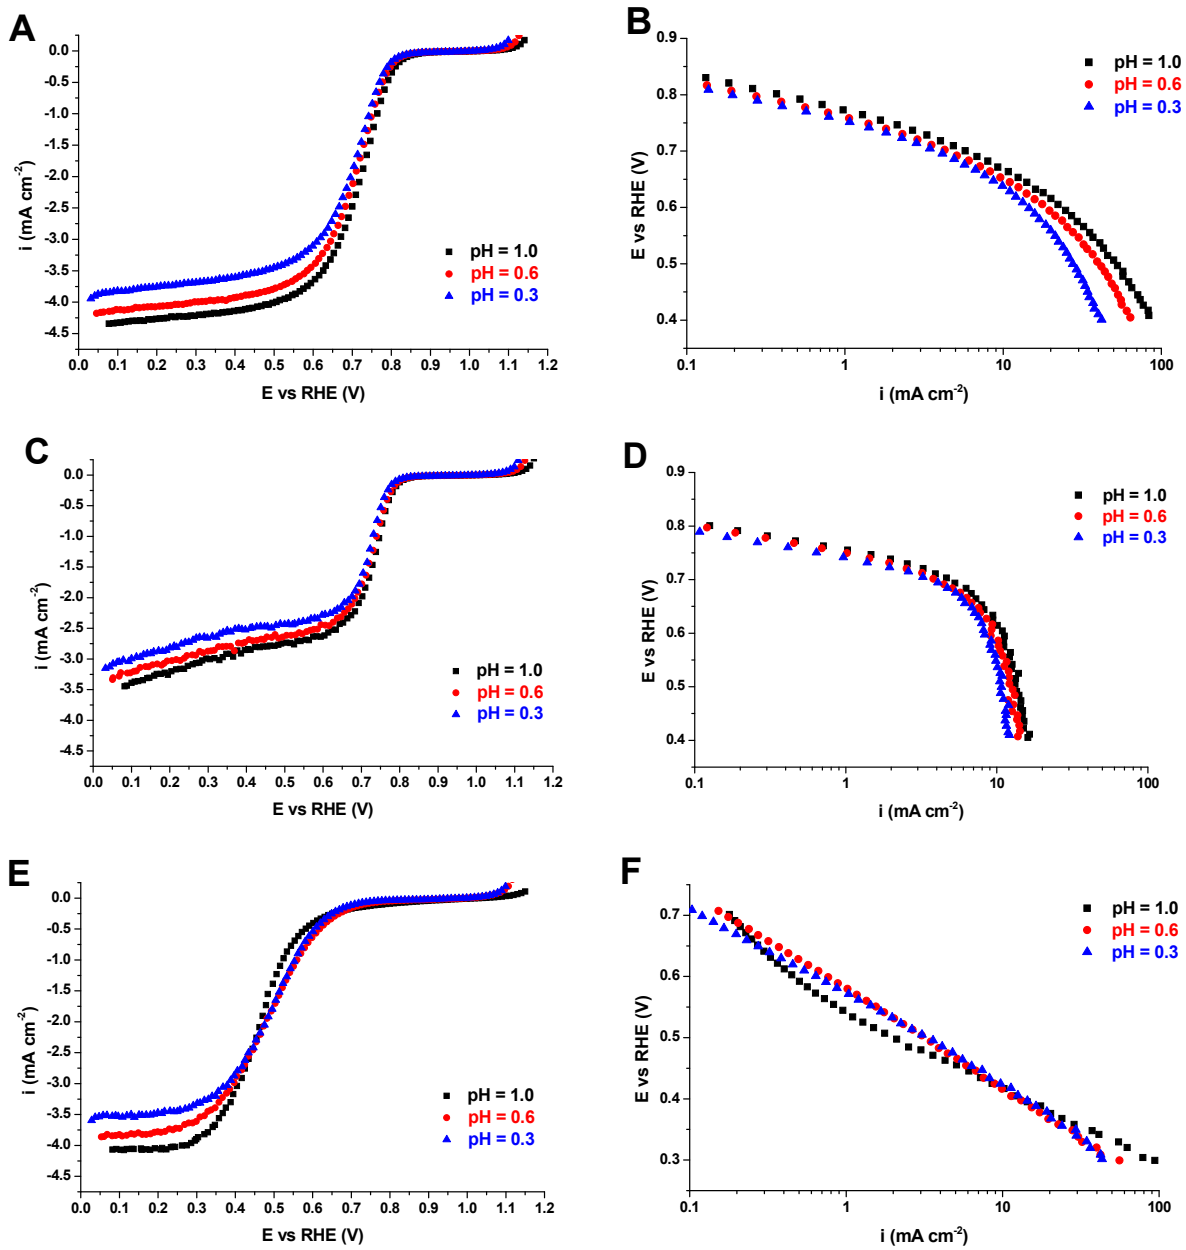 A
0.0
-0.5
-1.0
-1.5
-2.0
-2.5
-3.0
-3.5
-4.0
-4.5
i (mA cm-2)
pH = 1.0
pH = 0.6
pH = 0.3
0.0 0.1 0.2 0.3 0.4 0.5 0.6 0.7 0.8 0.9 1.0 1.1 1.2
E vs RHE (V)
B
0.9
0.8
0.7
0.6
0.5
0.4
E vs RHE (V)
pH = 1.0
pH = 0.6
pH = 0.3
0.1 1 10 100
i (mA cm-2)
C
0.0
-0.5
-1.0
-1.5
-2.0
-2.5
-3.0
-3.5
-4.0
-4.5
i (mA cm-2)
pH = 1.0
pH = 0.6
pH = 0.3
0.0 0.1 0.2 0.3 0.4 0.5 0.6 0.7 0.8 0.9 1.0 1.1 1.2
E vs RHE (V)
D
0.9
0.8
0.7
0.6
0.5
0.4
E vs RHE (V)
pH = 1.0
pH = 0.6
pH = 0.3
0.1 1 10 100
i (mA cm-2)
E
0.0
-0.5
-1.0
-1.5
-2.0
-2.5
-3.0
-3.5
-4.0
-4.5
i (mA cm-2)
pH = 1.0
pH = 0.6
pH = 0.3
0.0 0.1 0.2 0.3 0.4 0.5 0.6 0.7 0.8 0.9 1.0 1.1 1.2
E vs RHE (V)
F
0.7
0.6
0.5
0.4
0.3
E vs RHE (V)
pH = 1.0
pH = 0.6
pH = 0.3
0.1 1 10 100
i (mA cm-2)